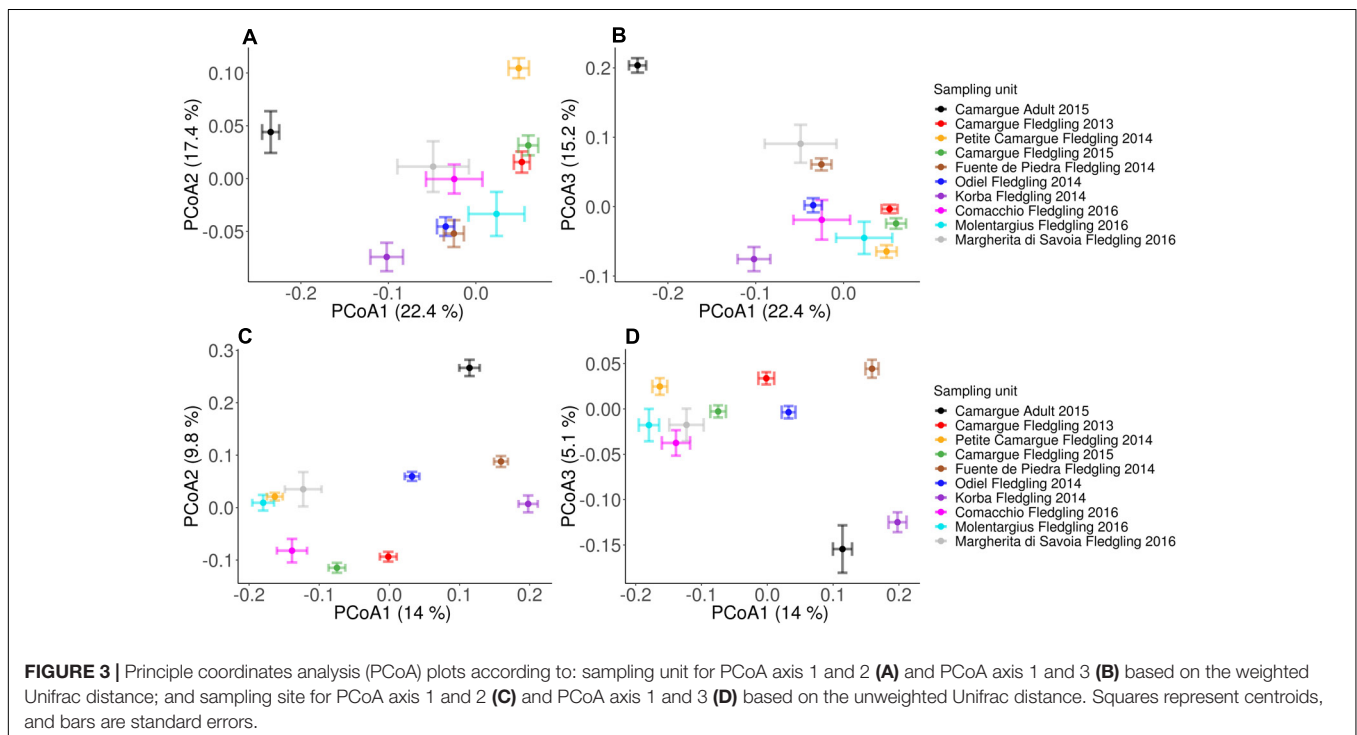 A
0.10
0.05
0.00
-0.05
PCoA2 (17.4 %)
-0.2
-0.1
0.0
PCoA1 (22.4 %)
B
0.2
0.1
0.0
-0.1
PCoA3 (15.2 %)
-0.2
-0.1
0.0
PCoA1 (22.4 %)
Sampling unit
Camargue Adult 2015
Camargue Fledgling 2013
Petite Camargue Fledgling 2014
Camargue Fledgling 2015
Fuente de Piedra Fledgling 2014
Odiel Fledgling 2014
Korba Fledgling 2014
Comacchio Fledgling 2016
Molentargius Fledgling 2016
Margherita di Savoia Fledgling 2016
C
0.3
0.2
0.1
0.0
-0.1
PCoA2 (9.8 %)
-0.2
-0.1
0.0
0.1
0.2
PCoA1 (14 %)
D
0.05
0.00
-0.05
-0.10
-0.15
PCoA3 (5.1 %)
-0.2
-0.1
0.0
0.1
0.2
PCoA1 (14 %)
Sampling unit
Camargue Adult 2015
Camargue Fledgling 2013
Petite Camargue Fledgling 2014
Camargue Fledgling 2015
Fuente de Piedra Fledgling 2014
Odiel Fledgling 2014
Korba Fledgling 2014
Comacchio Fledgling 2016
Molentargius Fledgling 2016
Margherita di Savoia Fledgling 2016
FIGURE 3 | Principle coordinates analysis (PCoA) plots according to: sampling unit for PCoA axis 1 and 2 (A) and PCoA axis 1 and 3 (B) based on the weighted
Unifrac distance; and sampling site for PCoA axis 1 and 2 (C) and PCoA axis 1 and 3 (D) based on the unweighted Unifrac distance. Squares represent centroids,
and bars are standard errors.